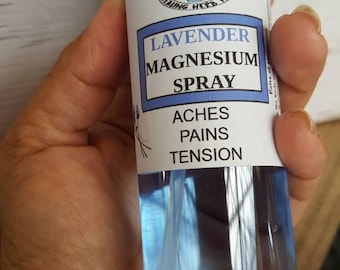 LAVENDER
MAGNESIUM
SPRAY
ACHES
PAINS
TENSION